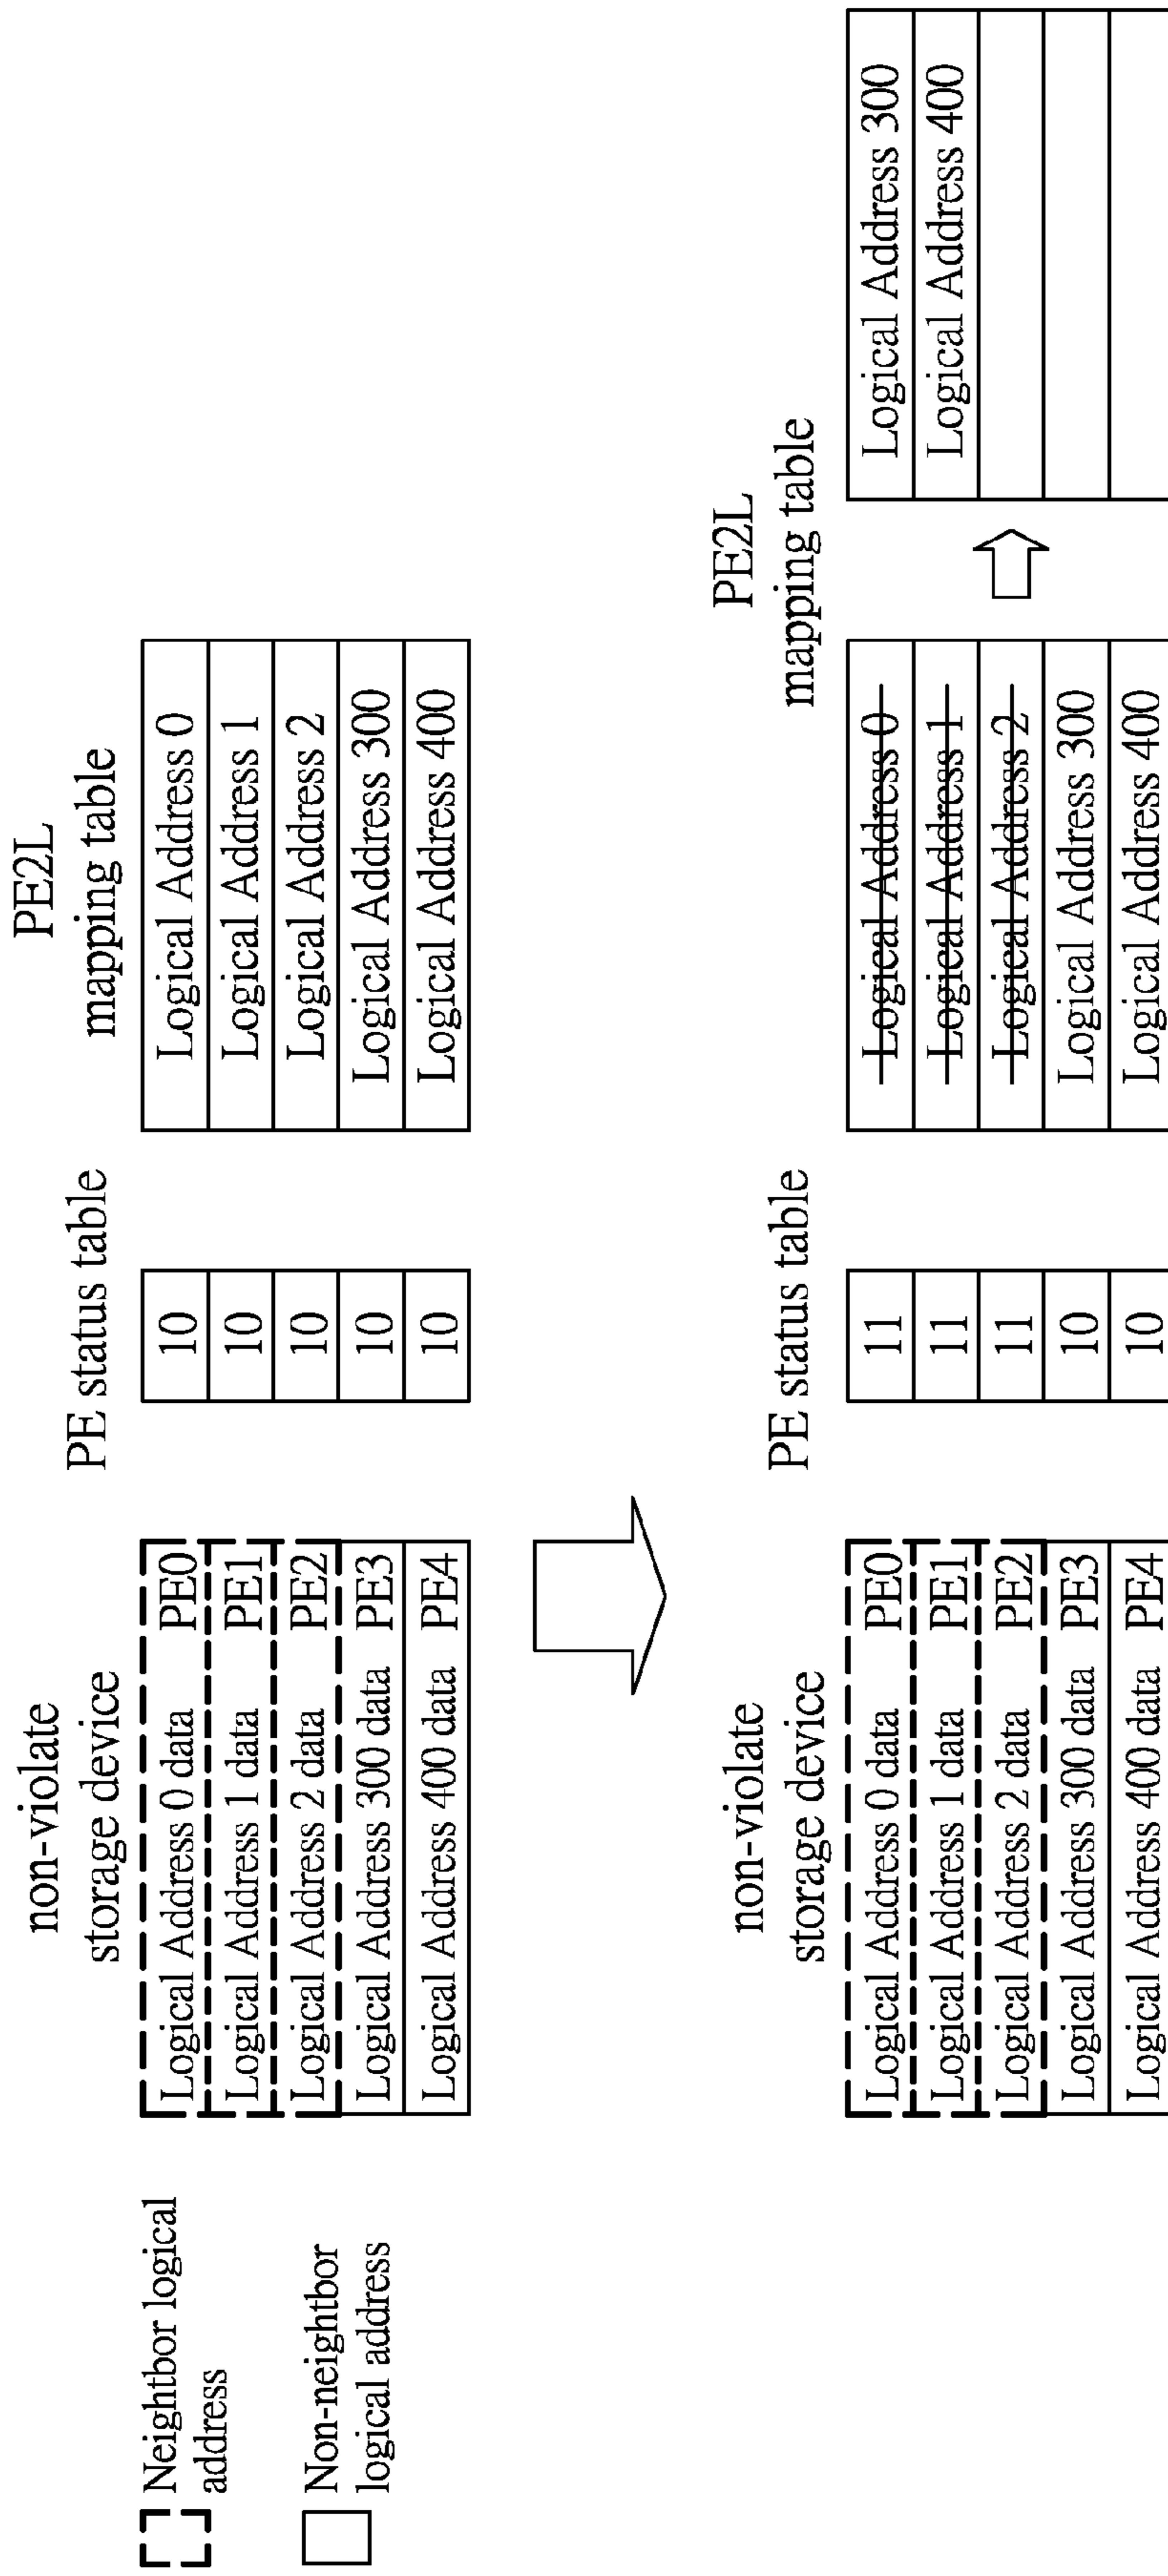 Neightbor logical
address
Non-neightbor
logical address
non-violate
storage device
Logical Address 0 data PE0
Logical Address 1 data PE1
Logical Address 2 data PE2
Logical Address 300 data PE3
Logical Address 400 data PE4
PE status table
10
10
10
10
10
PE2L
mapping table
Logical Address 0
Logical Address 1
Logical Address 2
Logical Address 300
Logical Address 400
non-violate
storage device
Logical Address 0 data PE0
Logical Address 1 data PE1
Logical Address 2 data PE2
Logical Address 300 data PE3
Logical Address 400 data PE4
PE status table
11
11
11
10
10
PE2L
mapping table
Logical Address 0
Logical Address 1
Logical Address 2
Logical Address 300
Logical Address 400
Logical Address 300
Logical Address 400